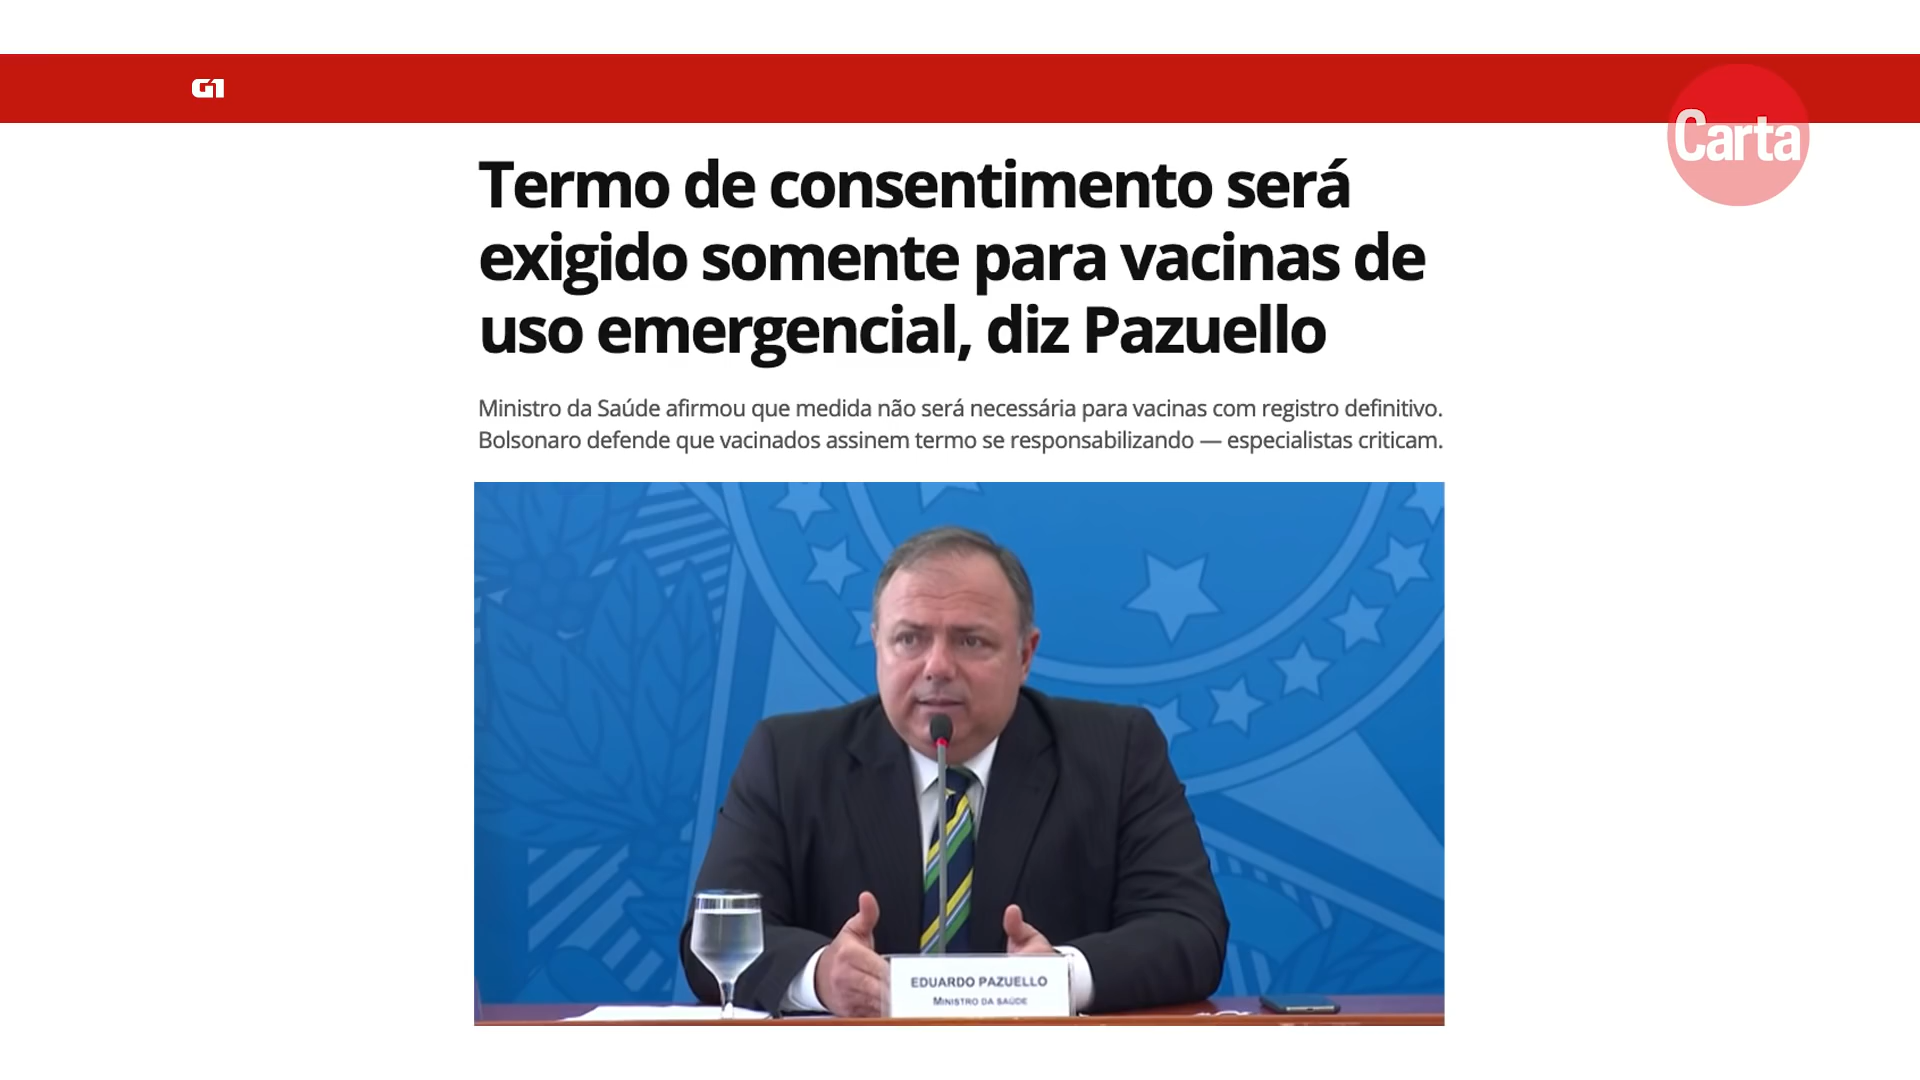 G1
Carta
Termo de consentimento será
exigido somente para vacinas de
uso emergencial, diz Pazuello
Ministro da Saúde afirmou que medida não será necessária para vacinas com registro definitivo.
Bolsonaro defende que vacinados assinem termo se responsabilizando — especialistas criticam.
EDUARDO PAZUELLO
MINISTRO DA SAÚDE